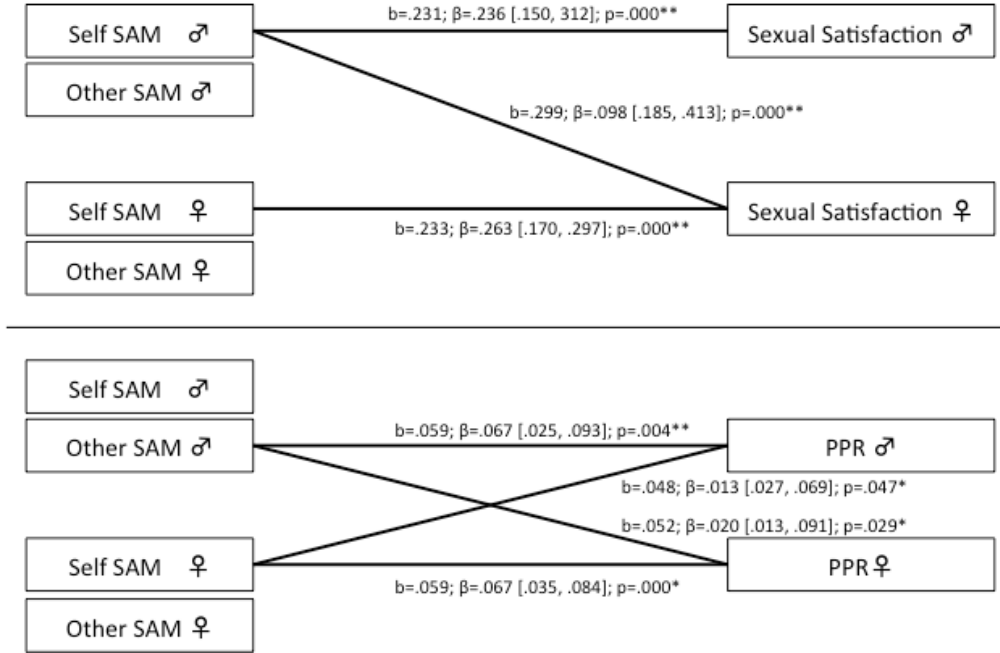 b=.231; β=.236 [.150, 312]; p=.000**
Self SAM ♂
Sexual Satisfaction ♂
Other SAM ♂
b=.299; β=.098 [.185, .413]; p=.000**
Self SAM ♀
Sexual Satisfaction ♀
b=.233; β=.263 [.170, .297]; p=.000**
Other SAM ♀
Self SAM ♂
b=.059; β=.067 [.025, .093]; p=.004**
Other SAM ♂
PPR ♂
b=.048; β=.013 [.027, .069]; p=.047*
b=.052; β=.020 [.013, .091]; p=.029*
Self SAM ♀
PPR♀
b=.059; β=.067 [.035, .084]; p=.000*
Other SAM ♀